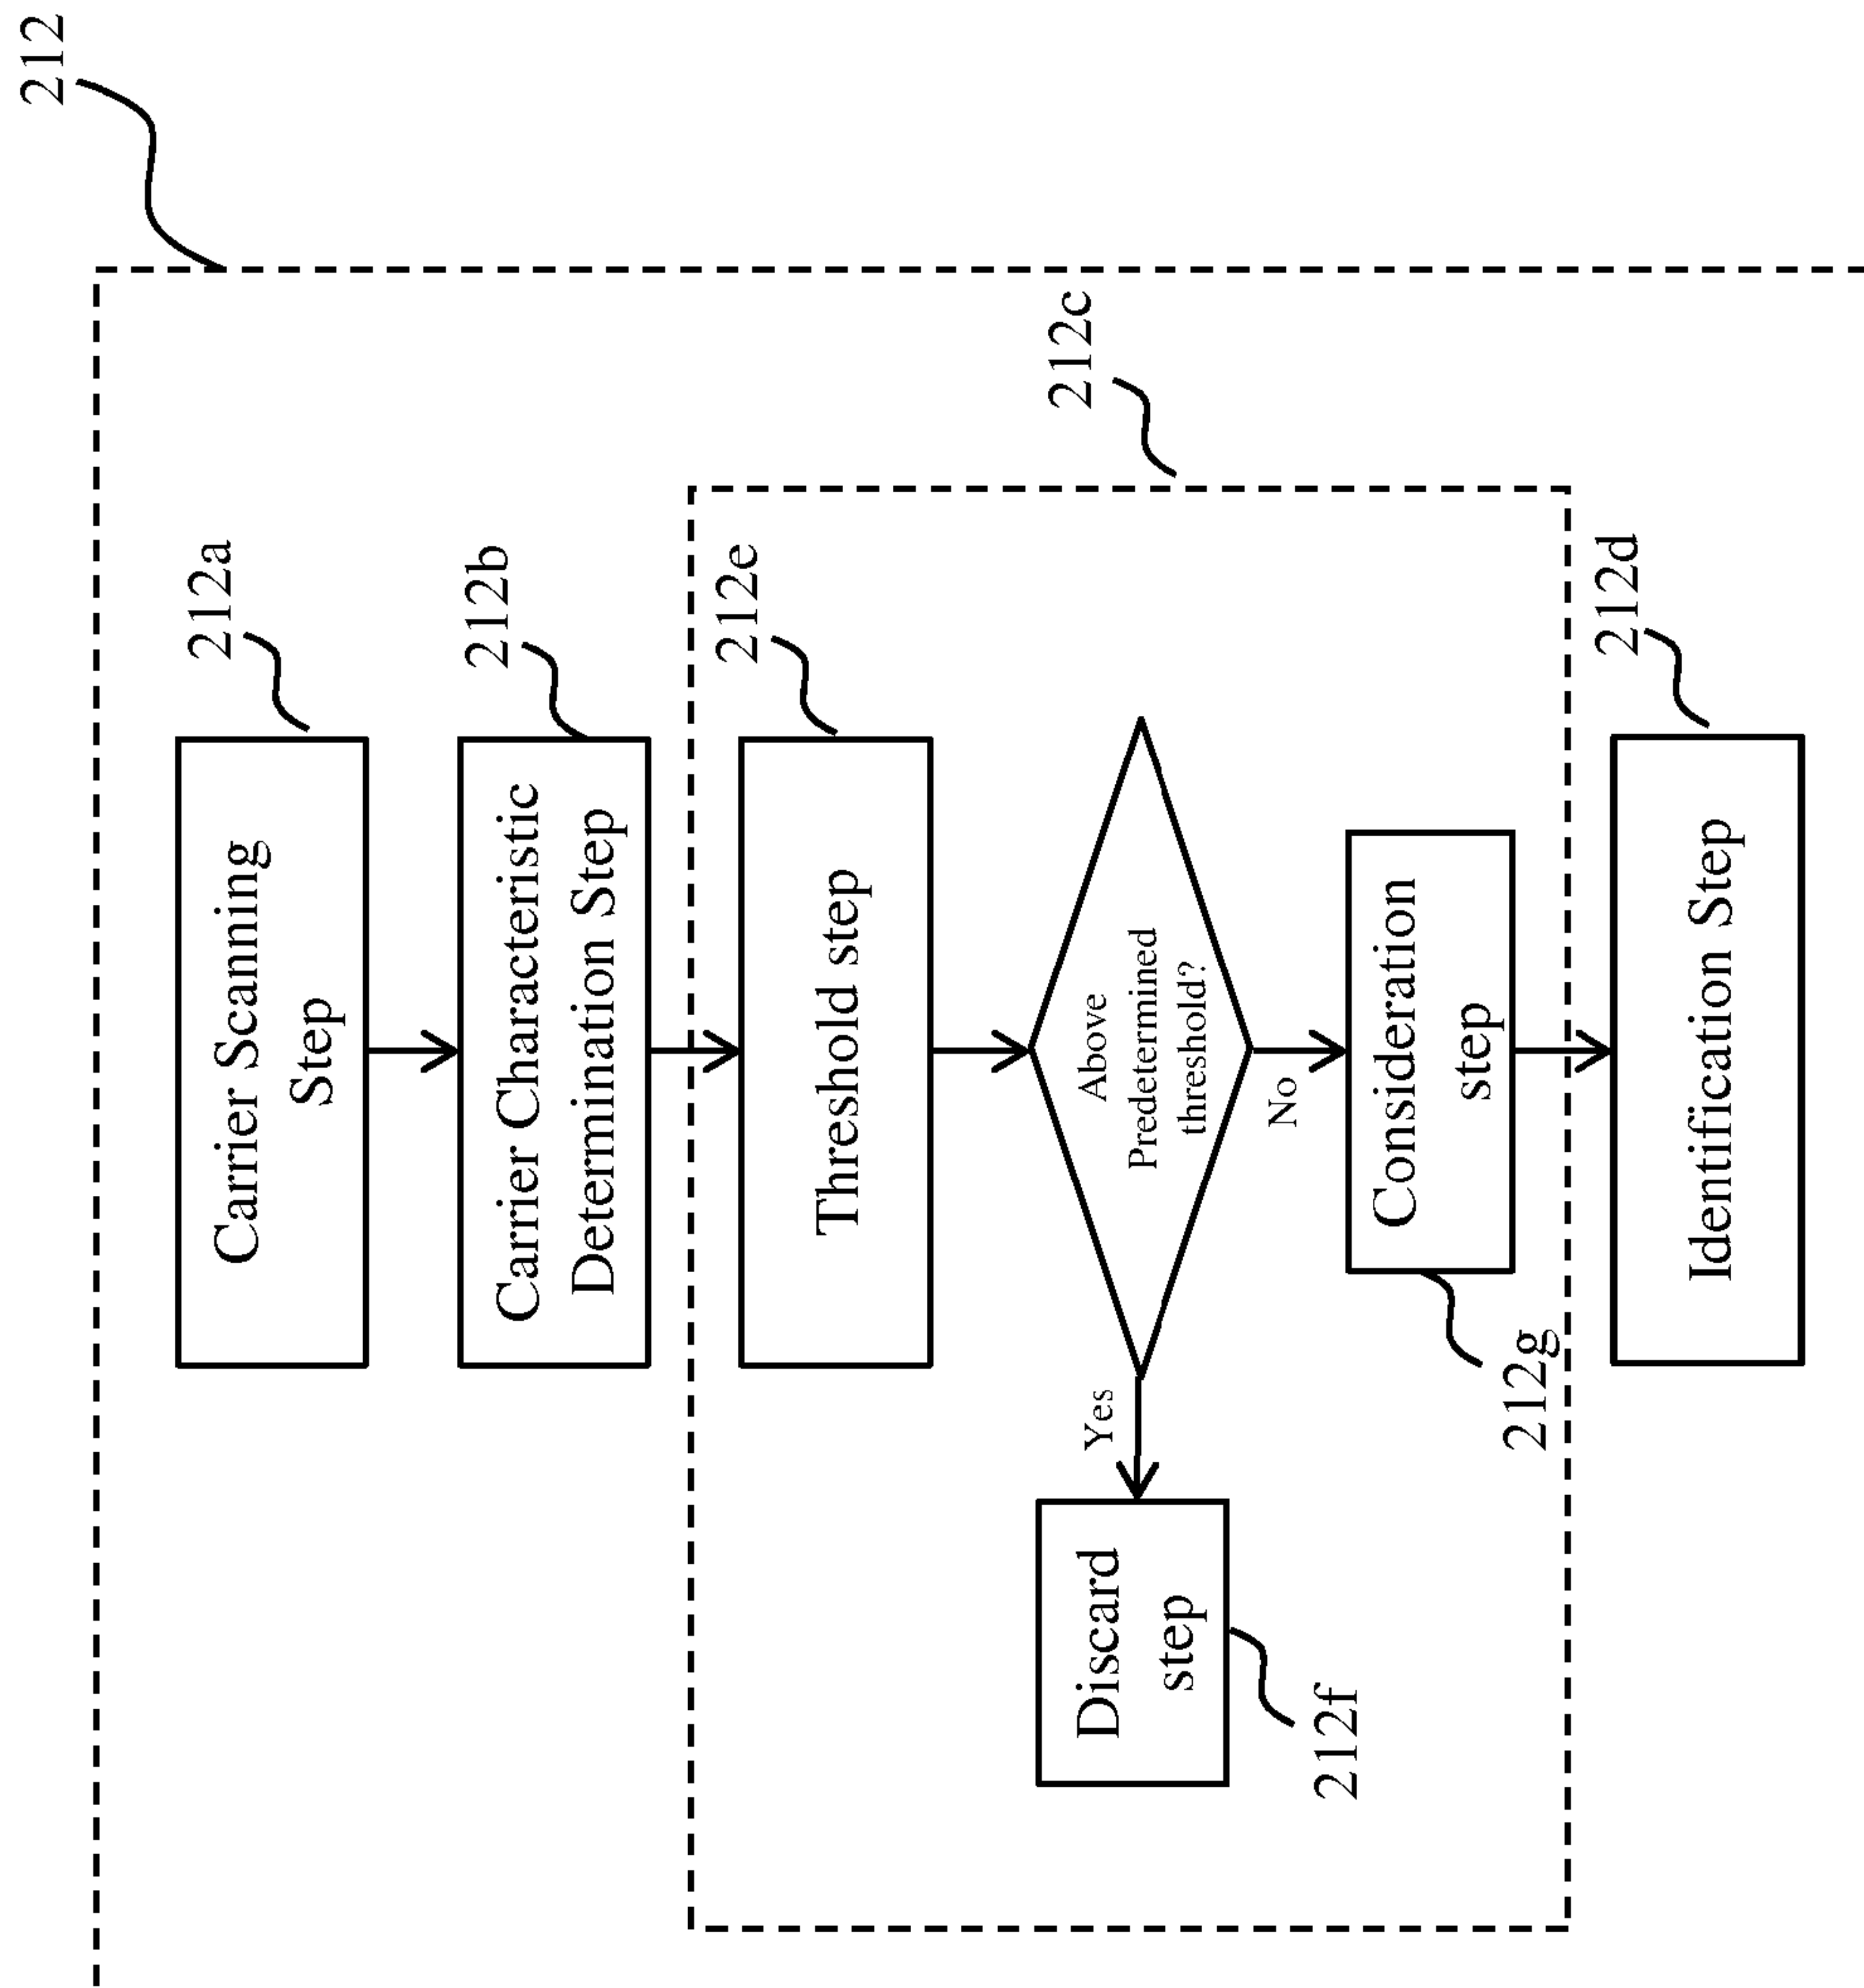 212
Carrier Scanning
Step
212a
Carrier Characteristic
Determination Step
212b
212c
Threshold step
212e
Above
Predetermined
threshold?
Yes
No
Discard
step
212f
Consideration
step
212g
Identification Step
212d